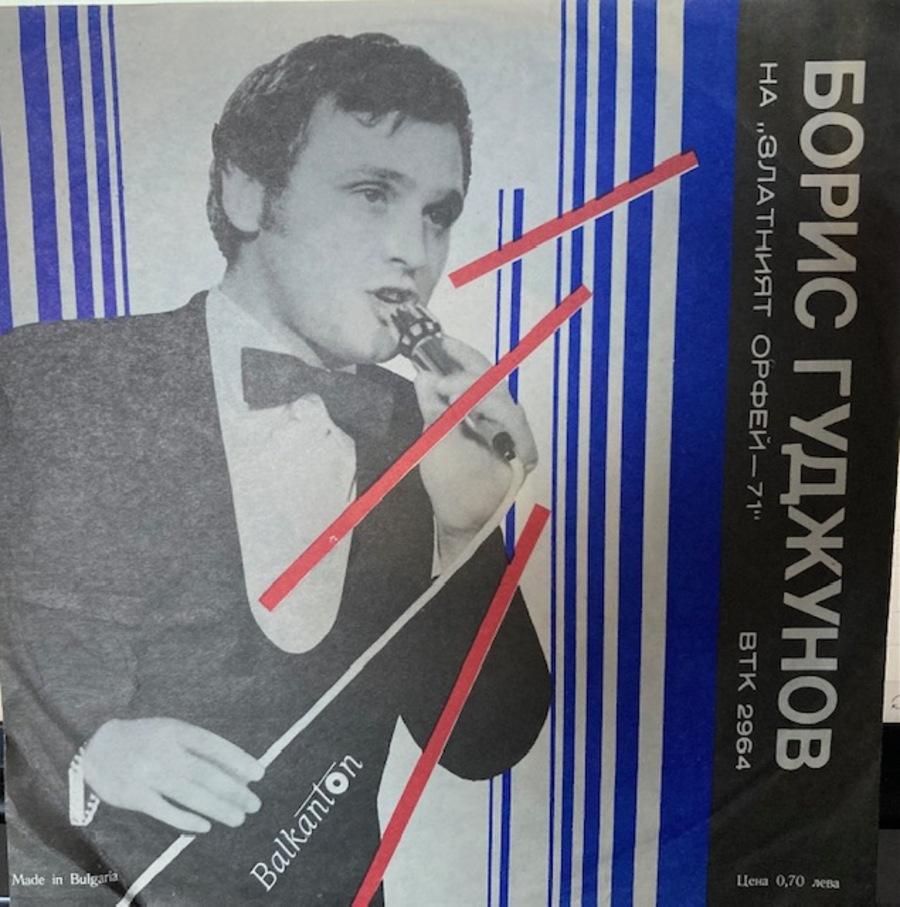 БОРИС ГУДЖУНОВ
НА „ЗЛАТНИЯТ ОРФЕЙ—71“
ВТК 2964
Balkanton
Made in Bulgaria
Цена 0,70 лева